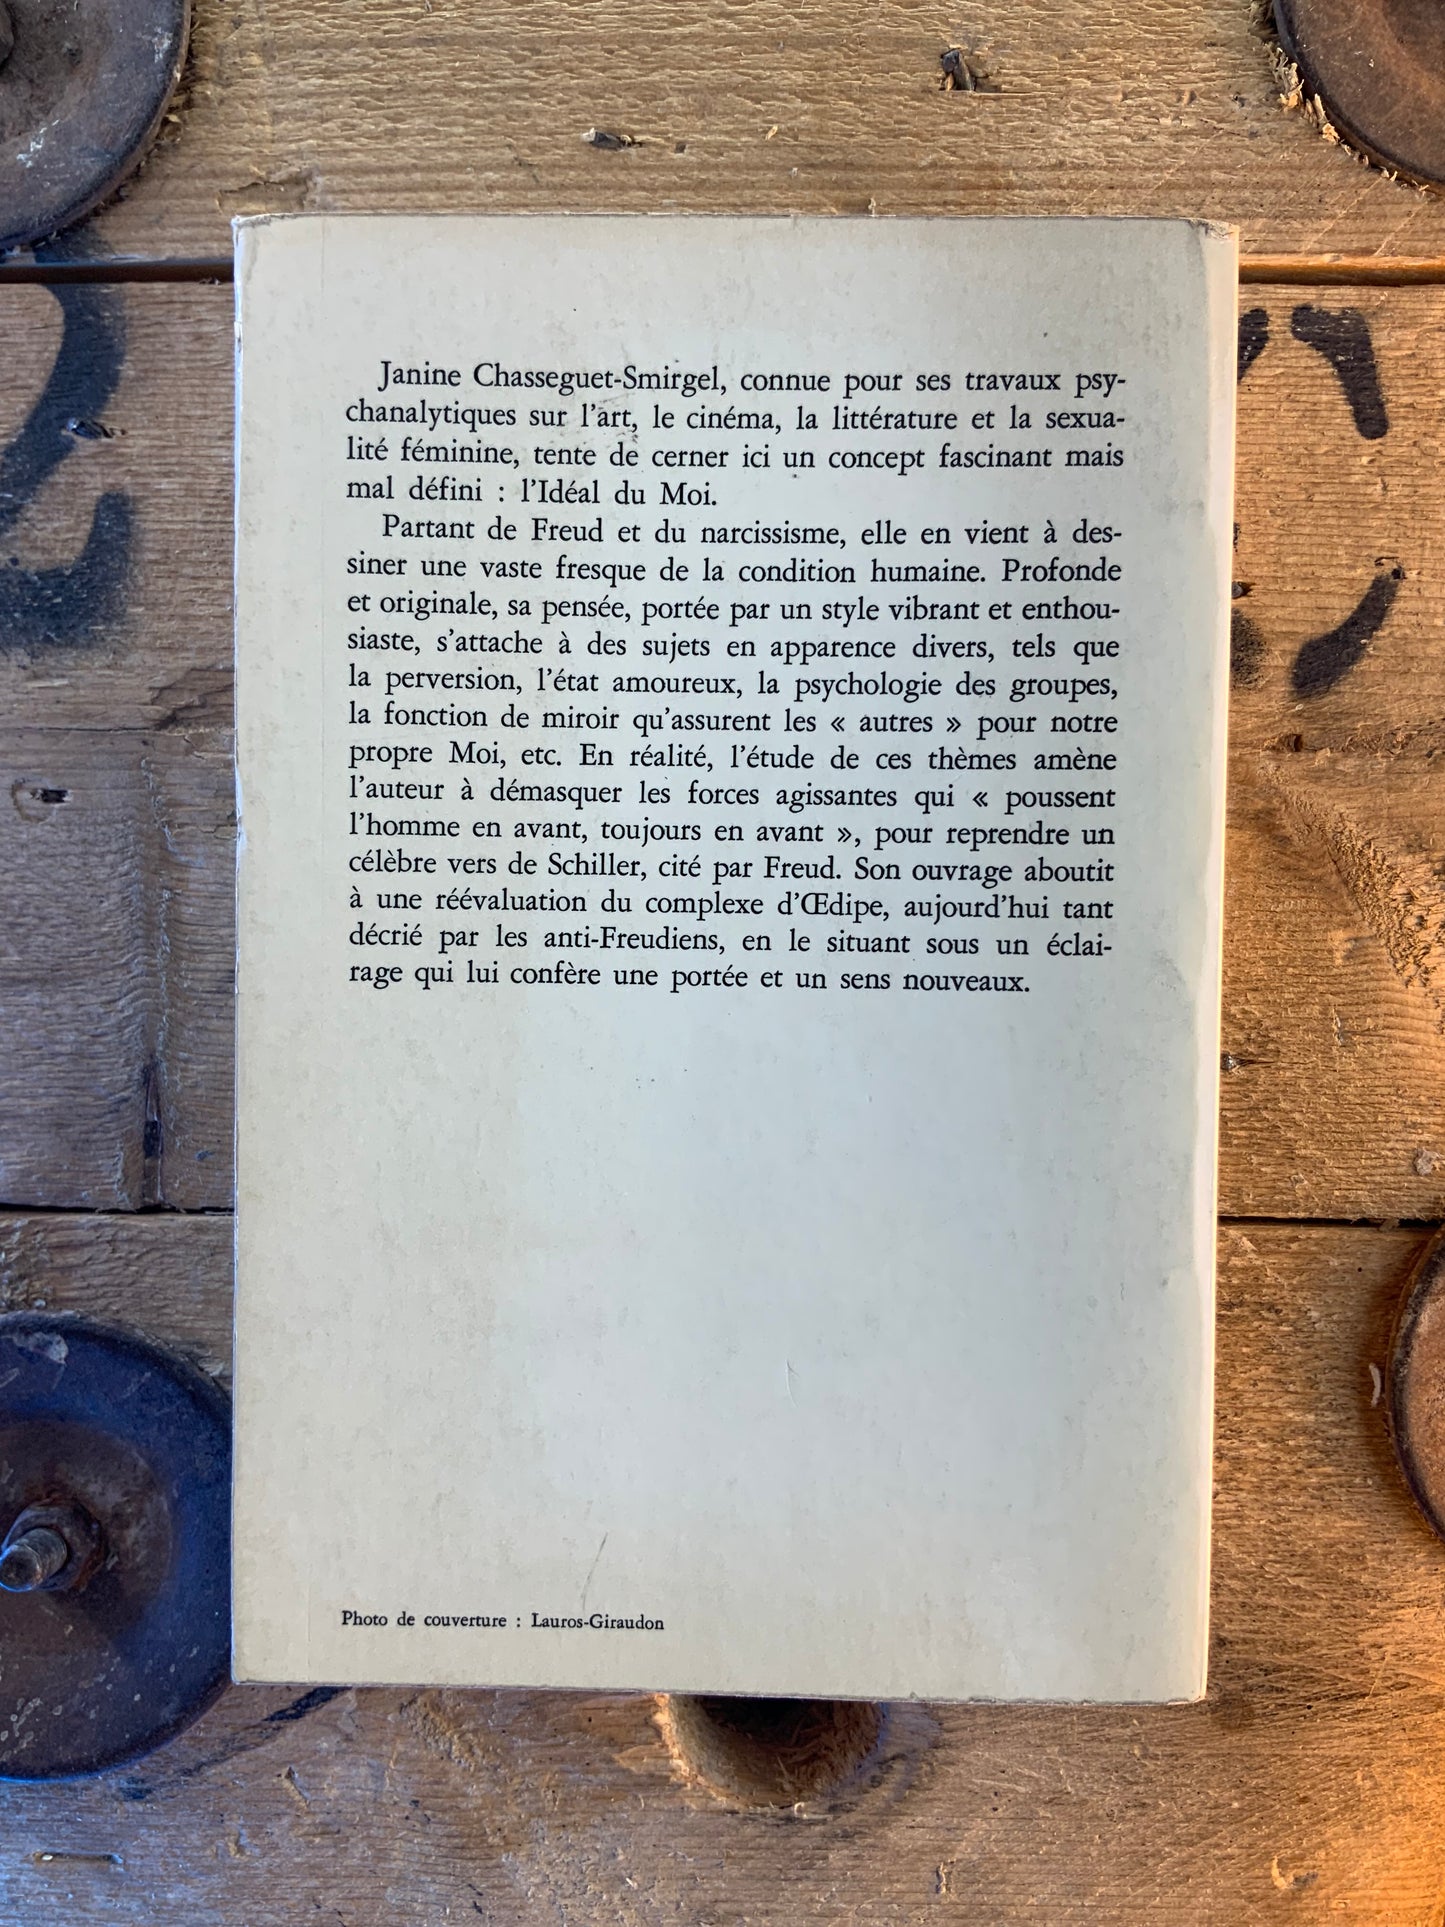 Janine Chasseguet-Smirgel, connue pour ses travaux psy-
chanalytiques sur l'art, le cinéma, la littérature et la sexua-
lité féminine, tente de cerner ici un concept fascinant mais
mal défini : l'Idéal du Moi.
Partant de Freud et du narcissisme, elle en vient à des-
siner une vaste fresque de la condition humaine. Profonde
et originale, sa pensée, portée par un style vibrant et enthou-
siaste, s'attache à des sujets en apparence divers, tels que
la perversion, l'état amoureux, la psychologie des groupes,
la fonction de miroir qu'assurent les « autres » pour notre
propre Moi, etc. En réalité, l'étude de ces thèmes amène
l'auteur à démasquer les forces agissantes qui « poussent
l'homme en avant, toujours en avant », pour reprendre un
célèbre vers de Schiller, cité par Freud. Son ouvrage aboutit
à une réévaluation du complexe d'Œdipe, aujourd'hui tant
décrié par les anti-Freudiens, en le situant sous un éclai-
rage qui lui confère une portée et un sens nouveaux.
Photo de couverture : Lauros-Giraudon